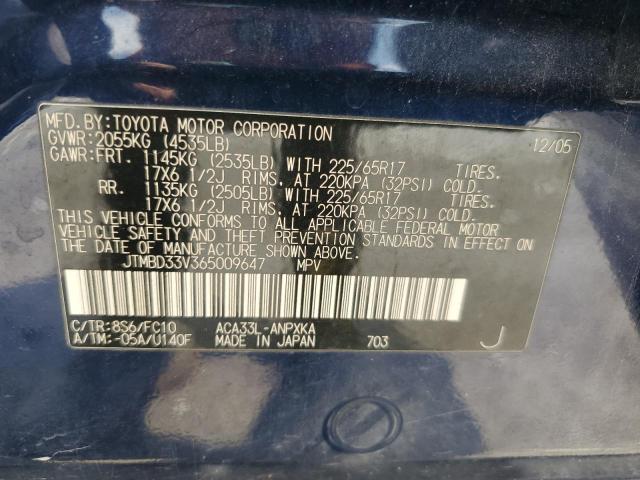 MFD.BY:TOYOTA MOTOR CORPORATION 12/05
GVWR:2055KG (4535LB)
GAWR:FRT. 1145KG (2535LB) WITH 225/65R17 TIRES.
17X6 1/2J RIMS, AT 220KPA (32PSI) COLD.
RR. 1135KG (2505LB) WITH 225/65R17 TIRES.
17X6 1/2J RIMS, AT 220KPA (32PSI) COLD.
THIS VEHICLE CONFORMS TO ALL APPLICABLE FEDERAL MOTOR
VEHICLE SAFETY AND THEFT PREVENTION STANDARDS IN EFFECT ON
THE DATE OF MANUFACTURE SHOWN ABOVE.
JTMBD33V365009647 MPV
C/TR:8S6/FC10 ACA33L-ANPXKA
A/TM:-05A/U140F MADE IN JAPAN 703 J